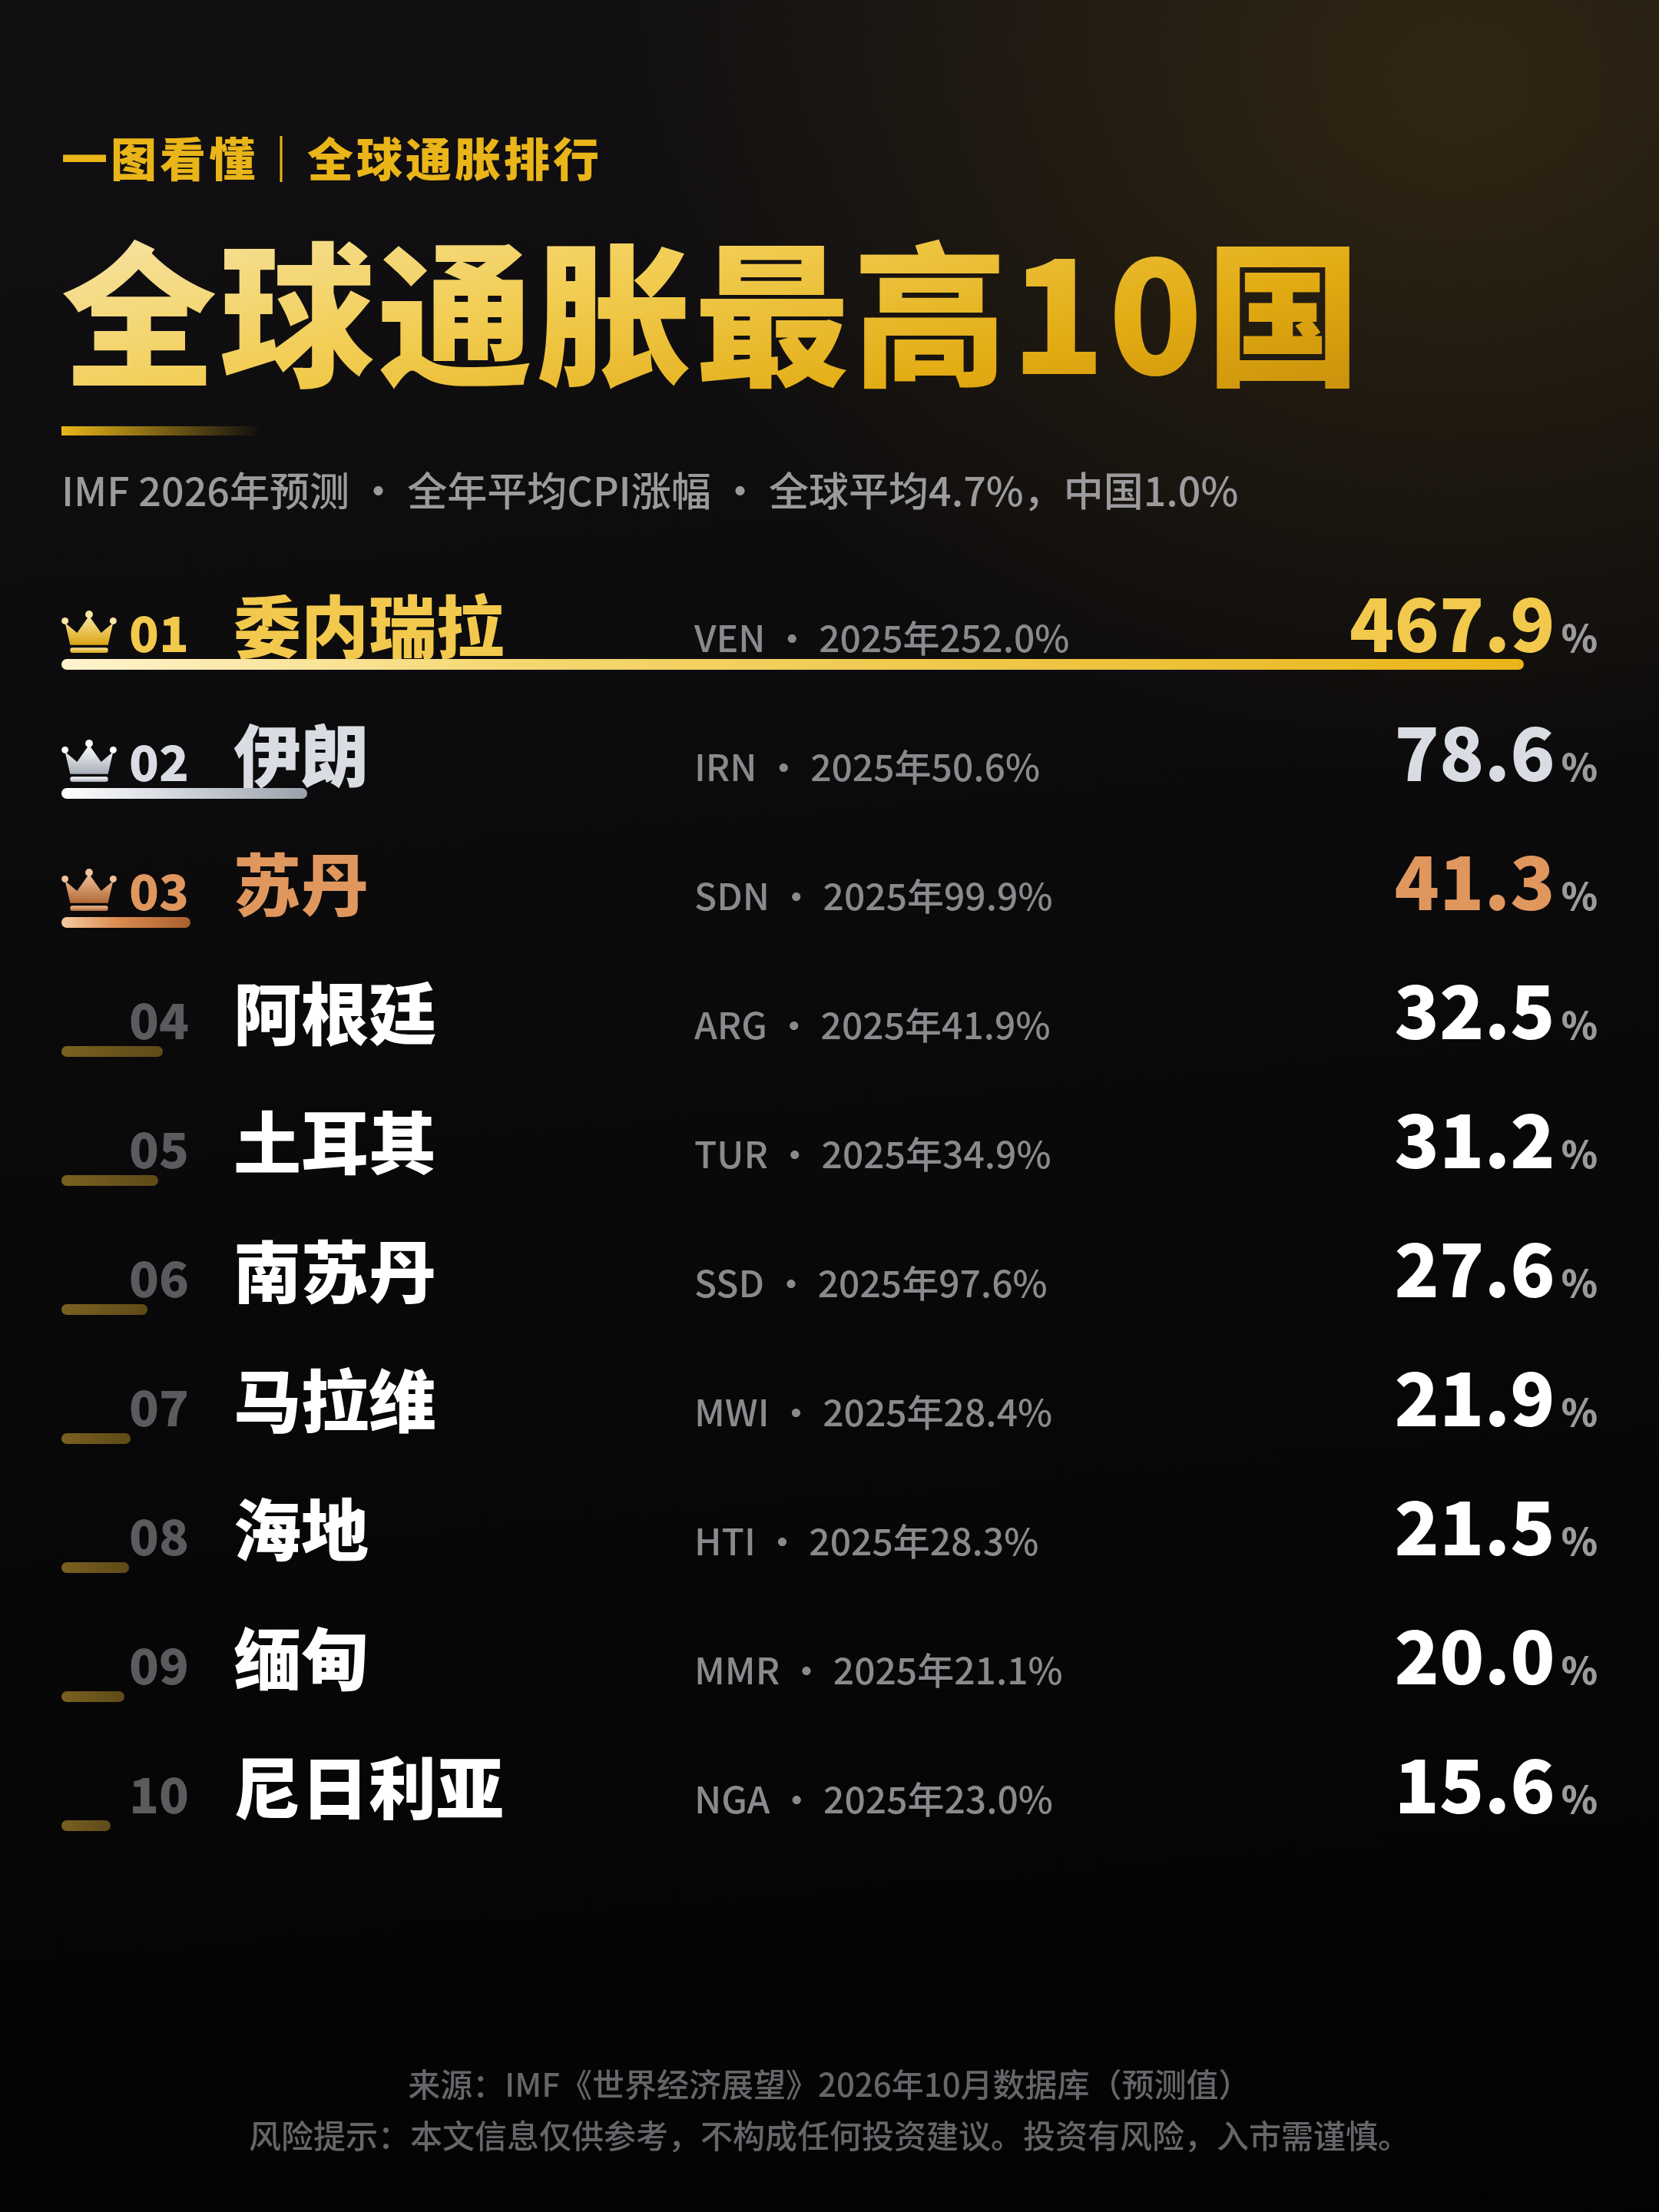 一图看懂｜全球通胀排行
全球通胀最高10国
IMF 2026年预测 · 全年平均CPI涨幅 · 全球平均4.7%，中国1.0%
01 委内瑞拉 VEN · 2025年252.0% 467.9%
02 伊朗 IRN · 2025年50.6% 78.6%
03 苏丹 SDN · 2025年99.9% 41.3%
04 阿根廷 ARG · 2025年41.9% 32.5%
05 土耳其 TUR · 2025年34.9% 31.2%
06 南苏丹 SSD · 2025年97.6% 27.6%
07 马拉维 MWI · 2025年28.4% 21.9%
08 海地 HTI · 2025年28.3% 21.5%
09 缅甸 MMR · 2025年21.1% 20.0%
10 尼日利亚 NGA · 2025年23.0% 15.6%
来源：IMF《世界经济展望》2026年10月数据库（预测值）
风险提示：本文信息仅供参考，不构成任何投资建议。投资有风险，入市需谨慎。